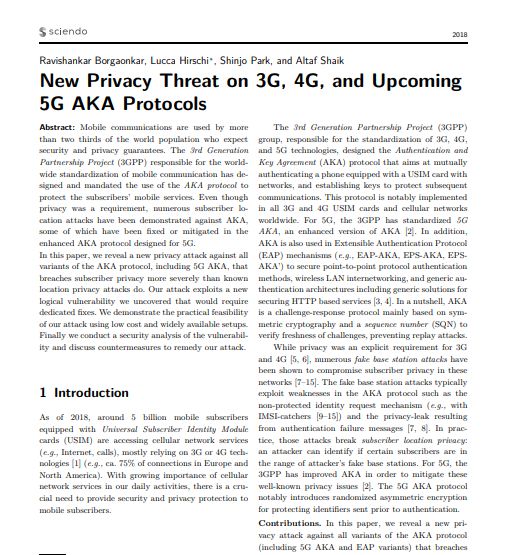 sciendo
2018
Ravishankar Borgaonkar, Lucca Hirschi*, Shinjo Park, and Altaf Shaik
New Privacy Threat on 3G, 4G, and Upcoming
5G AKA Protocols
Abstract: Mobile communications are used by more
than two thirds of the world population who expect
security and privacy guarantees. The 3rd Generation
Partnership Project (3GPP) responsible for the world-
wide standardization of mobile communication has de-
signed and mandated the use of the AKA protocol to
protect the subscribers' mobile services. Even though
privacy was a requirement, numerous subscriber lo-
cation attacks have been demonstrated against AKA,
some of which have been fixed or mitigated in the
enhanced AKA protocol designed for 5G.
In this paper, we reveal a new privacy attack against all
variants of the AKA protocol, including 5G AKA, that
breaches subscriber privacy more severely than known
location privacy attacks do. Our attack exploits a new
logical vulnerability we uncovered that would require
dedicated fixes. We demonstrate the practical feasibility
of our attack using low cost and widely available setups.
Finally we conduct a security analysis of the vulnerabil-
ity and discuss countermeasures to remedy our attack.
1 Introduction
As of 2018, around 5 billion mobile subscribers
equipped with Universal Subscriber Identity Module
cards (USIM) are accessing cellular network services
(e.g., Internet, calls), mostly relying on 3G or 4G tech-
nologies [1] (e.g., ca. 75% of connections in Europe and
North America). With growing importance of cellular
network services in our daily activities, there is a cru-
cial need to provide security and privacy protection to
mobile subscribers.
The 3rd Generation Partnership Project (3GPP)
group, responsible for the standardization of 3G, 4G,
and 5G technologies, designed the Authentication and
Key Agreement (AKA) protocol that aims at mutually
authenticating a phone equipped with a USIM card with
networks, and establishing keys to protect subsequent
communications. This protocol is notably implemented
in all 3G and 4G USIM cards and cellular networks
worldwide. For 5G, the 3GPP has standardized 5G
AKA, an enhanced version of AKA [2]. In addition,
AKA is also used in Extensible Authentication Protocol
(EAP) mechanisms (e.g., EAP-AKA, EPS-AKA, EPS-
AKA') to secure point-to-point protocol authentication
methods, wireless LAN internetworking, and generic au-
thentication architectures including generic solutions for
securing HTTP based services [3, 4]. In a nutshell, AKA
is a challenge-response protocol mainly based on sym-
metric cryptography and a sequence number (SQN) to
verify freshness of challenges, preventing replay attacks.
While privacy was an explicit requirement for 3G
and 4G [5, 6], numerous fake base station attacks have
been shown to compromise subscriber privacy in these
networks [7–15]. The fake base station attacks typically
exploit weaknesses in the AKA protocol such as the
non-protected identity request mechanism (e.g., with
IMSI-catchers [9–15]) and the privacy-leak resulting
from authentication failure messages [7, 8]. In prac-
tice, those attacks break subscriber location privacy:
an attacker can identify if certain subscribers are in
the range of attacker's fake base stations. For 5G, the
3GPP has improved AKA in order to mitigate these
well-known privacy issues [2]. The 5G AKA protocol
notably introduces randomized asymmetric encryption
for protecting identifiers sent prior to authentication.
Contributions. In this paper, we reveal a new pri-
vacy attack against all variants of the AKA protocol
(including 5G AKA and EAP variants) that breaches